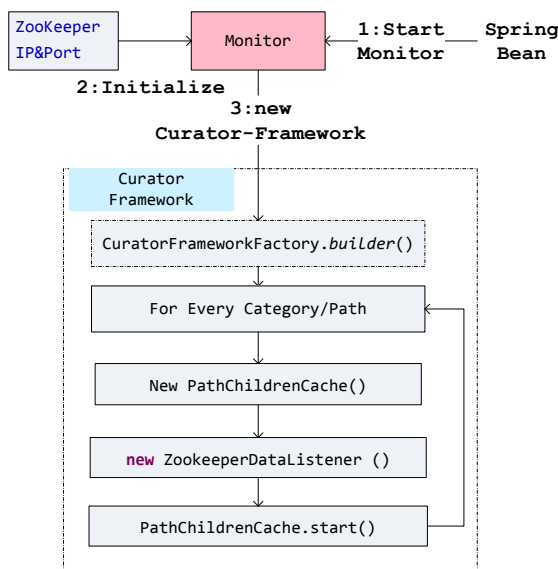 ZooKeeper
IP&Port
Monitor
1:Start
Monitor
Spring
Bean
2:Initialize
3:new
Curator-Framework
Curator
Framework
CuratorFrameworkFactory.builder()
For Every Category/Path
New PathChildrenCache()
new ZookeeperDataListener ()
PathChildrenCache.start()